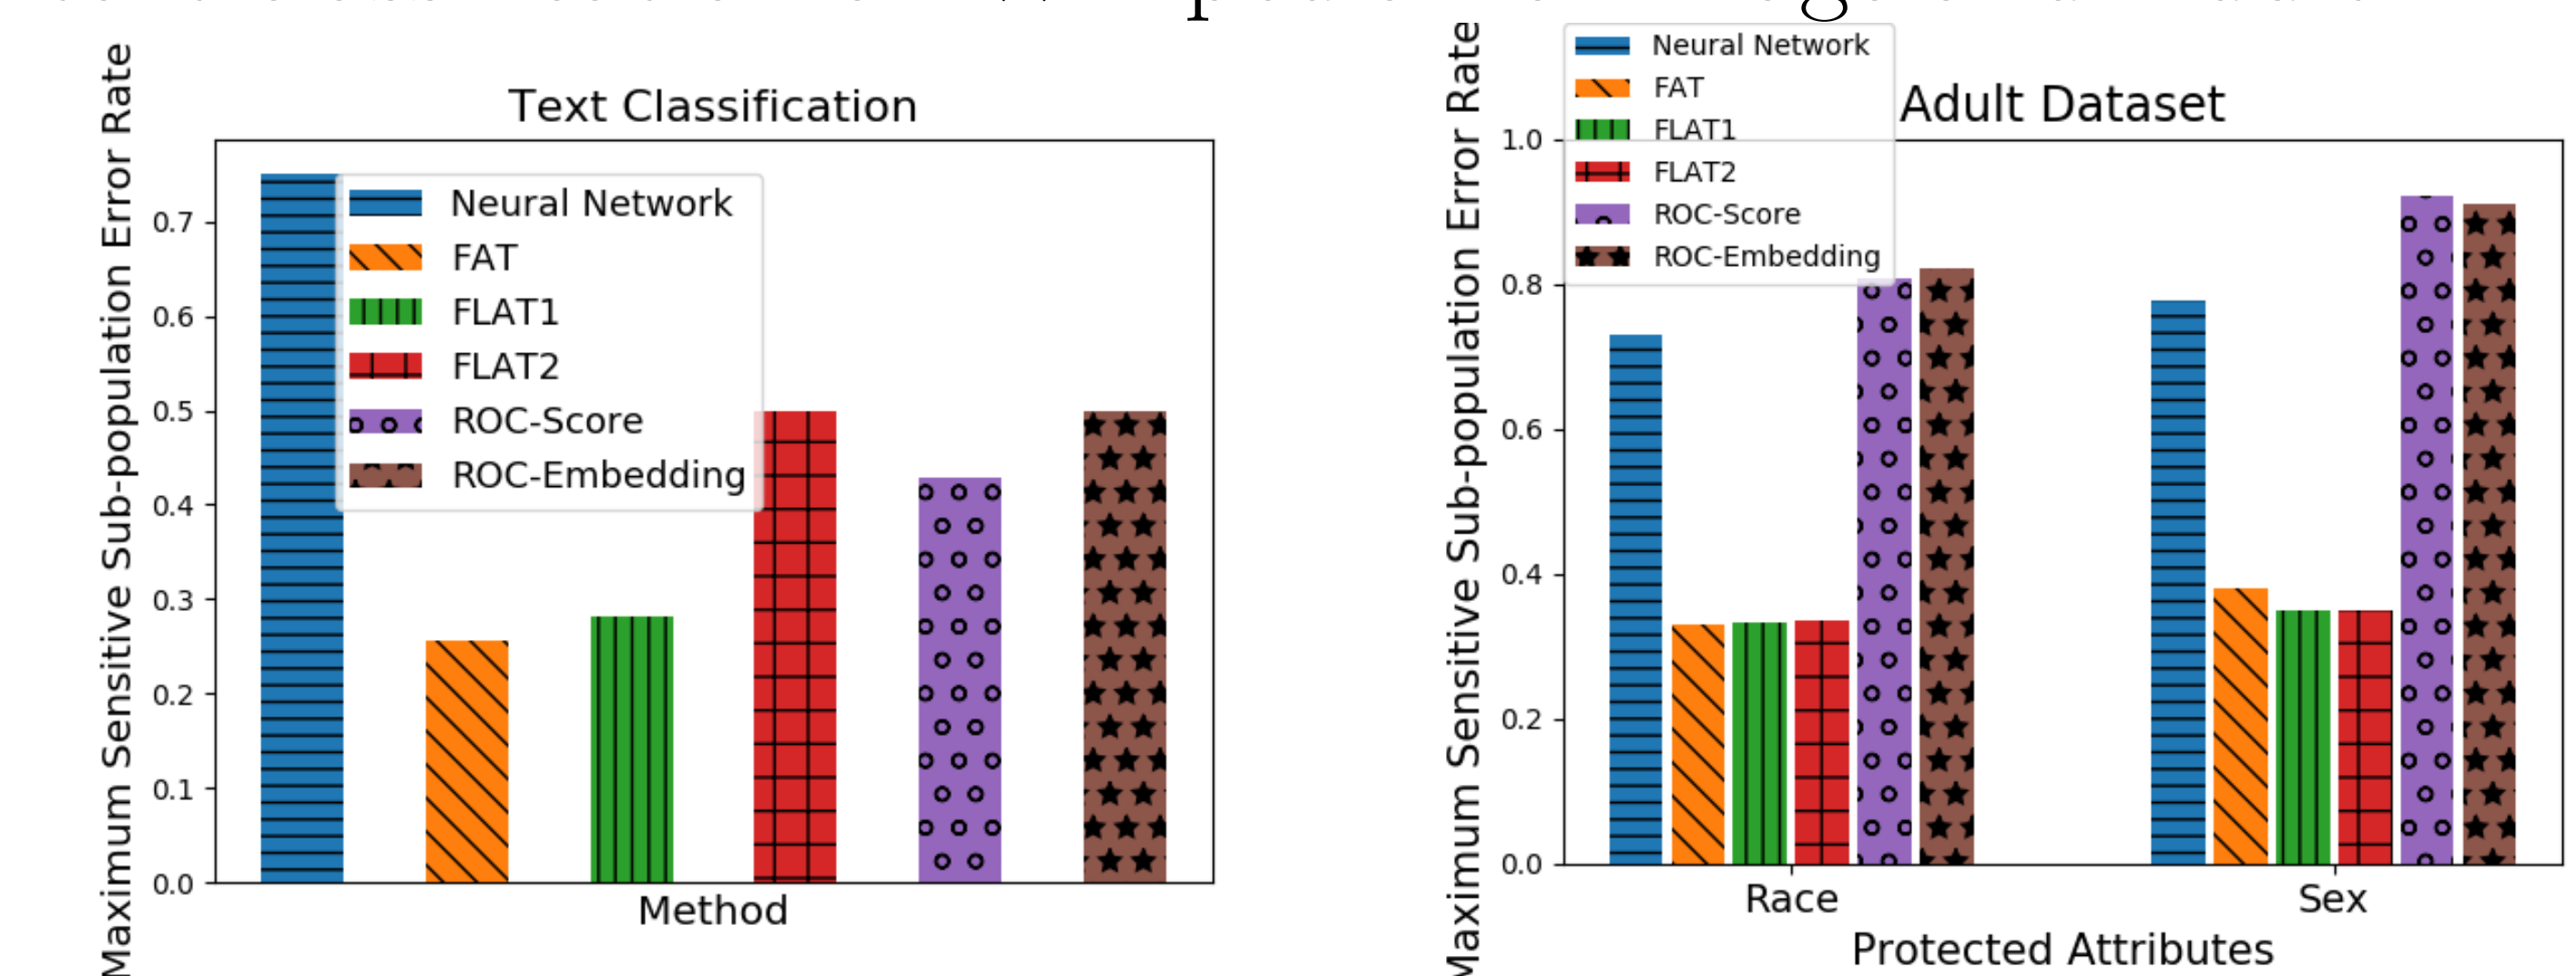 Text Classification
Maximum Sensitive Sub-population Error Rate
0.7
0.6
0.5
0.4
0.3
0.2
0.1
0.0
Neural Network
FAT
FLAT1
FLAT2
ROC-Score
ROC-Embedding
Method
Adult Dataset
Maximum Sensitive Sub-population Error Rate
1.0
0.8
0.6
0.4
0.2
0.0
Neural Network
FAT
FLAT1
FLAT2
ROC-Score
ROC-Embedding
Race
Sex
Protected Attributes